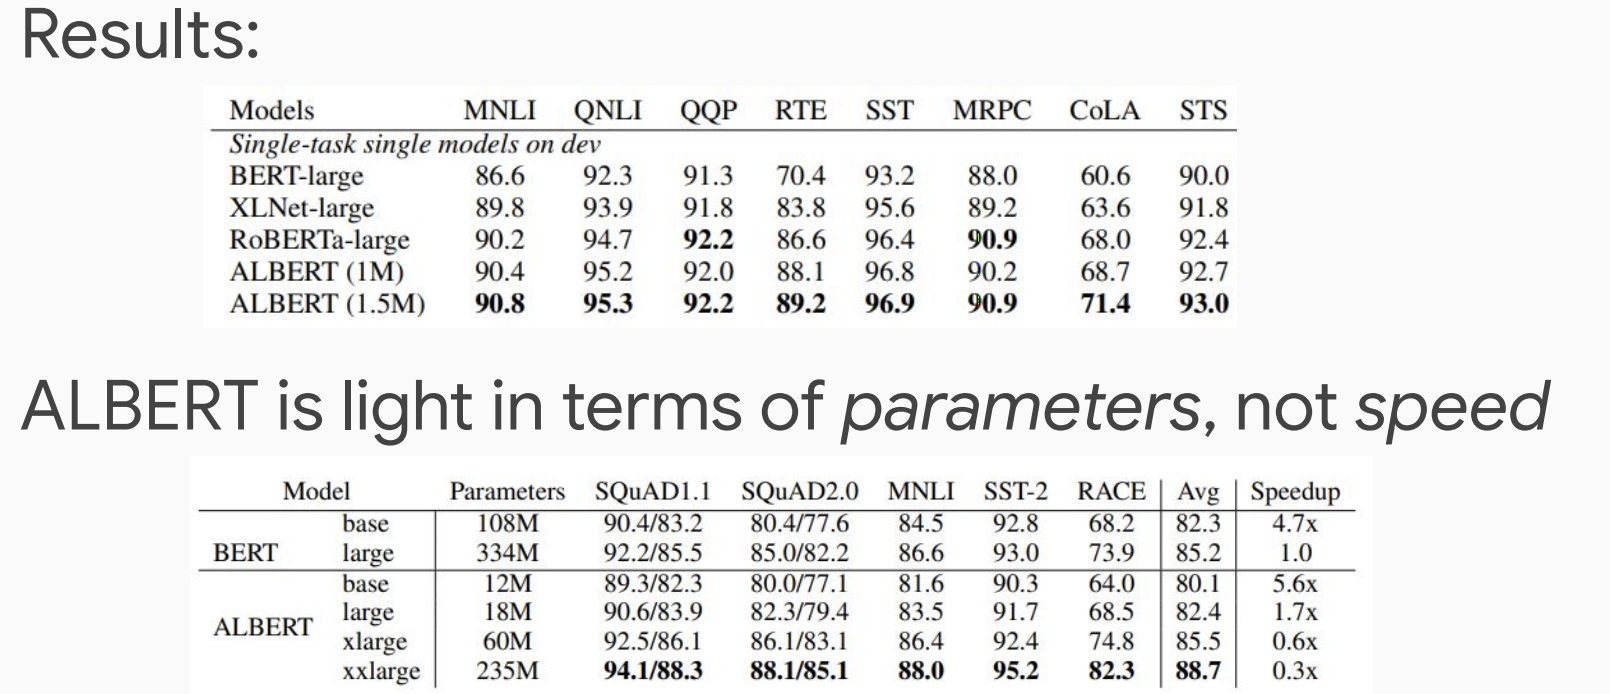 Results:
Models MNLI QNLI QQP RTE SST MRPC CoLA STS
Single-task single models on dev
BERT-large 86.6 92.3 91.3 70.4 93.2 88.0 60.6 90.0
XLNet-large 89.8 93.9 91.8 83.8 95.6 89.2 63.6 91.8
RoBERTa-large 90.2 94.7 92.2 86.6 96.4 90.9 68.0 92.4
ALBERT (1M) 90.4 95.2 92.0 88.1 96.8 90.2 68.7 92.7
ALBERT (1.5M) 90.8 95.3 92.2 89.2 96.9 90.9 71.4 93.0
ALBERT is light in terms of parameters, not speed
Model Parameters SQuAD1.1 SQuAD2.0 MNLI SST-2 RACE Avg Speedup
base 108M 90.4/83.2 80.4/77.6 84.5 92.8 68.2 82.3 4.7x
BERT large 334M 92.2/85.5 85.0/82.2 86.6 93.0 73.9 85.2 1.0
base 12M 89.3/82.3 80.0/77.1 81.6 90.3 64.0 80.1 5.6x
large 18M 90.6/83.9 82.3/79.4 83.5 91.7 68.5 82.4 1.7x
ALBERT
xlarge 60M 92.5/86.1 86.1/83.1 86.4 92.4 74.8 85.5 0.6x
xxlarge 235M 94.1/88.3 88.1/85.1 88.0 95.2 82.3 88.7 0.3x